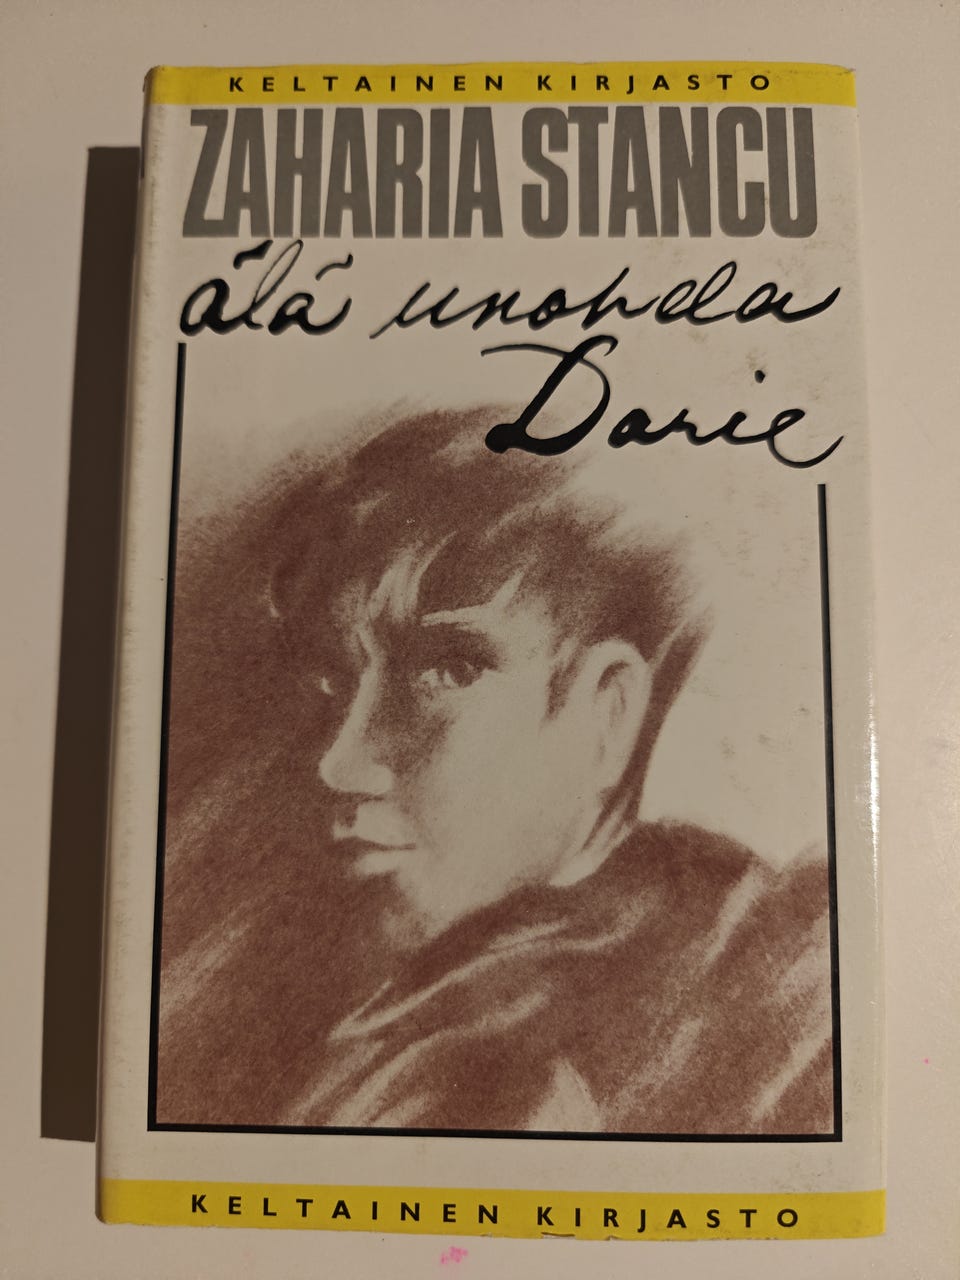 KELTAINEN KIRJASTO
ZAHARIA STANCU
älä unohda
Darie
KELTAINEN KIRJASTO